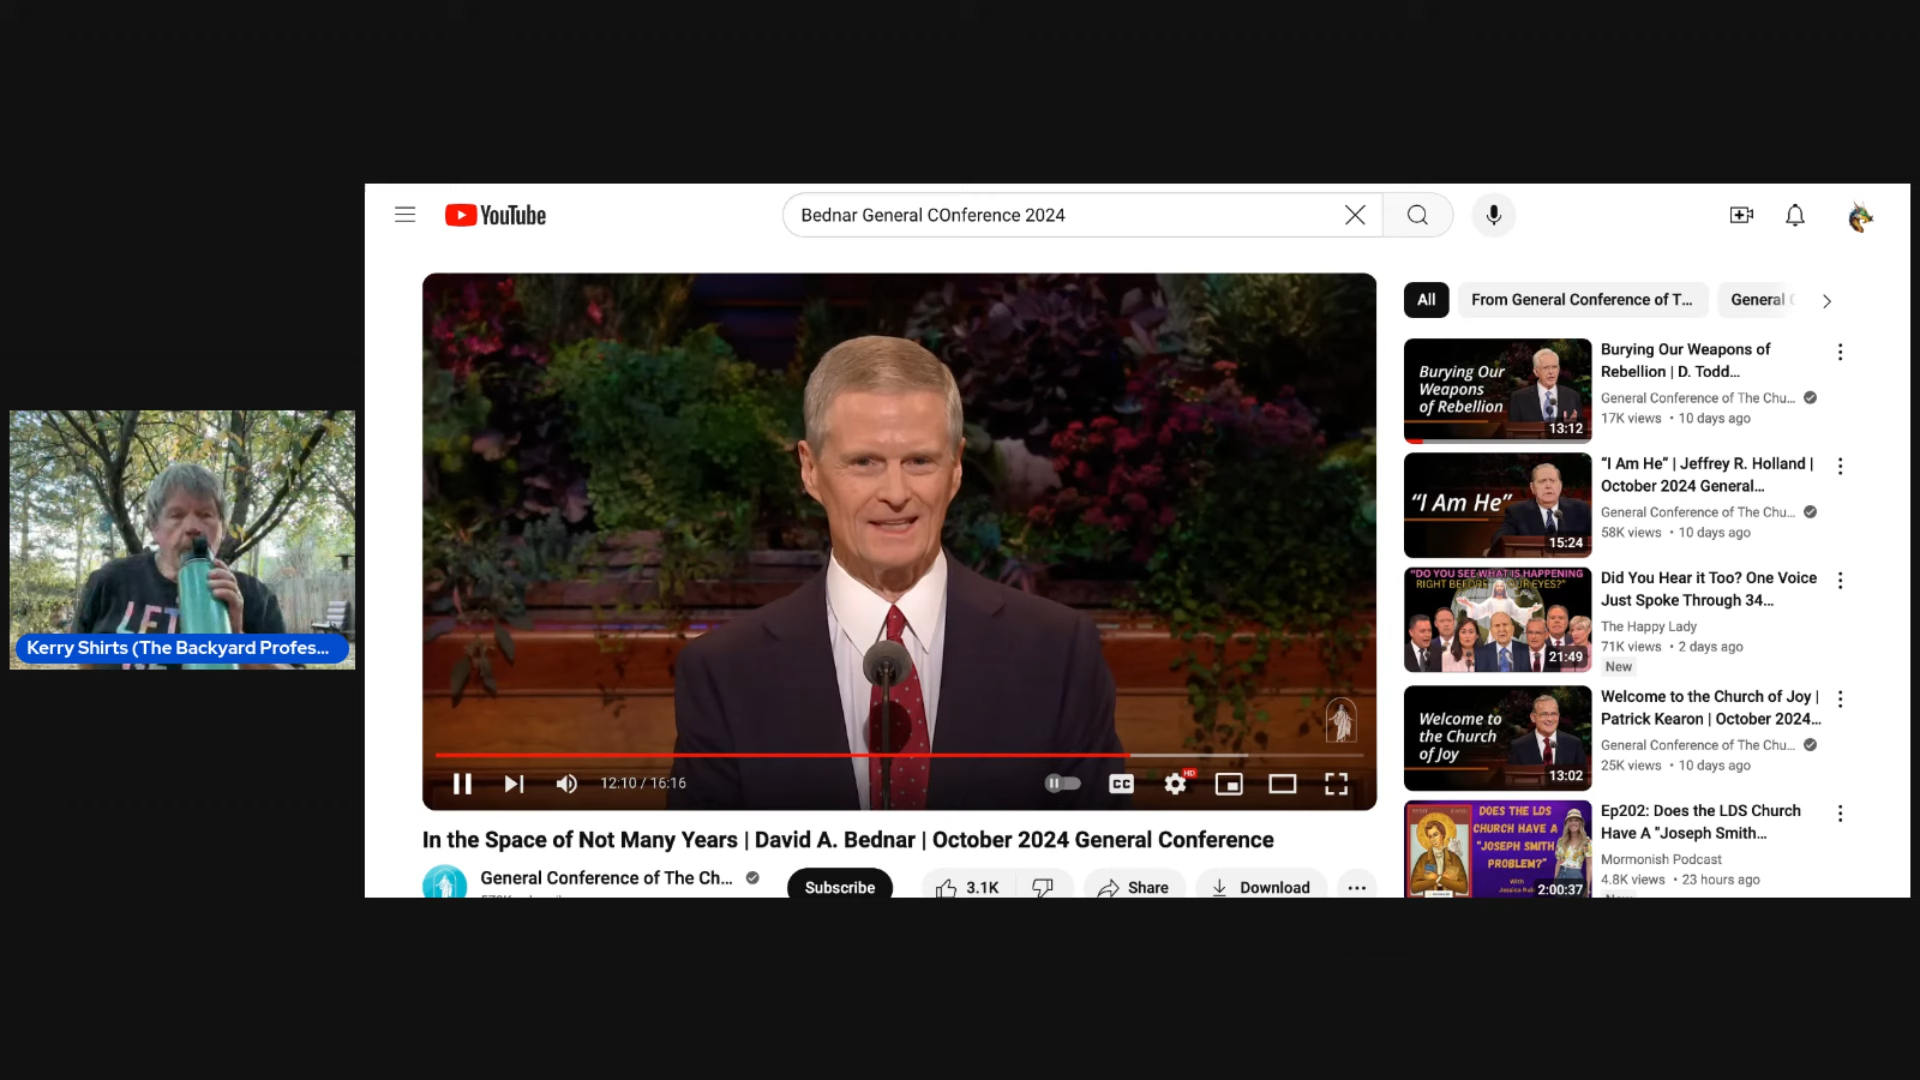 YouTube
Bednar General COnference 2024
All
From General Conference of T...
General
Burying Our
Weapons
of Rebellion
13:12
Burying Our Weapons of
Rebellion | D. Todd...
General Conference of The Chu...
17K views • 10 days ago
"I Am He"
15:24
“I Am He” | Jeffrey R. Holland |
October 2024 General...
General Conference of The Chu...
58K views • 10 days ago
"DO YOU SEE WHAT IS HAPPENING
RIGHT BEFORE OUR EYES?"
21:49
Did You Hear it Too? One Voice
Just Spoke Through 34...
The Happy Lady
71K views • 2 days ago
New
Welcome to
the Church
of Joy
13:02
Welcome to the Church of Joy |
Patrick Kearon | October 2024...
General Conference of The Chu...
25K views • 10 days ago
DOES THE LDS
CHURCH HAVE A
"JOSEPH SMITH
PROBLEM?"
With
2:00:37
Ep202: Does the LDS Church
Have A "Joseph Smith...
Mormonish Podcast
4.8K views • 23 hours ago
LET
Kerry Shirts (The Backyard Profes...
12:10 / 16:16
CC
HD
In the Space of Not Many Years | David A. Bednar | October 2024 General Conference
General Conference of The Ch...
Subscribe
3.1K
Share
Download